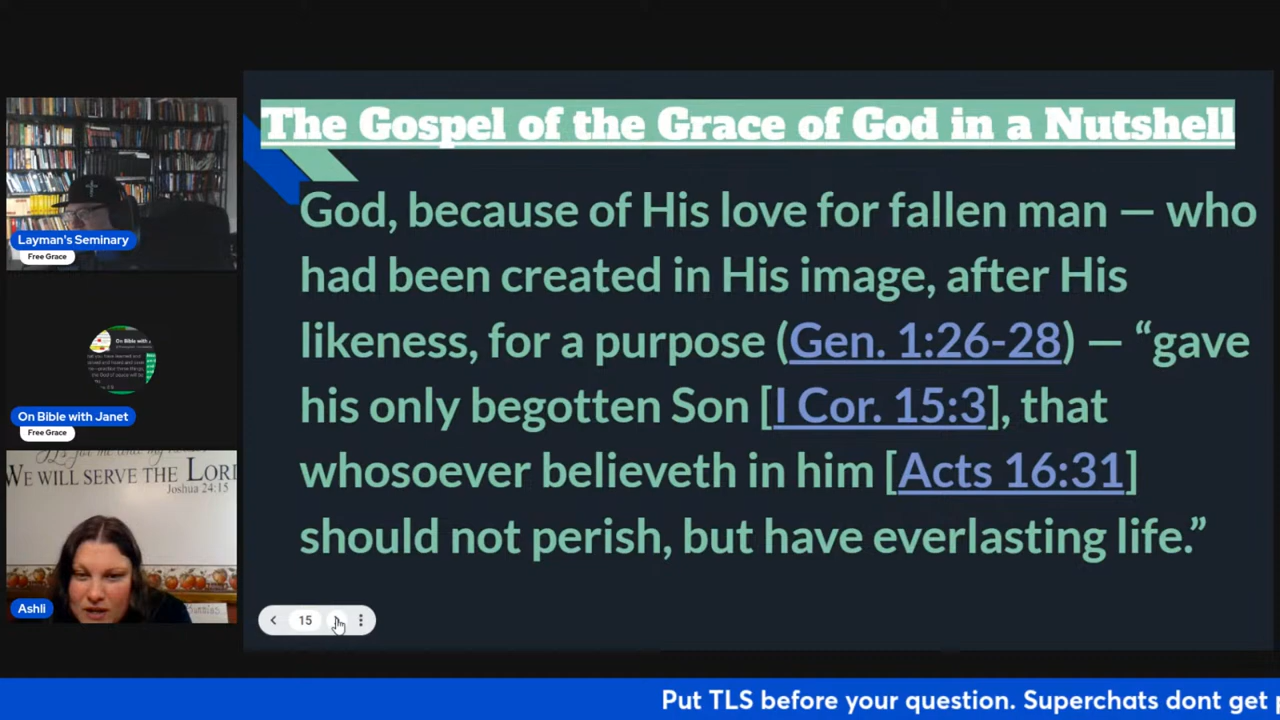 The Gospel of the Grace of God in a Nutshell
God, because of His love for fallen man — who
had been created in His image, after His
likeness, for a purpose (Gen. 1:26-28) — “gave
his only begotten Son [I Cor. 15:3], that
whosoever believeth in him [Acts 16:31]
should not perish, but have everlasting life.”
Layman's Seminary
Free Grace
On Bible with Janet
Free Grace
WE WILL SERVE THE LOR
Joshua 24:15
Ashli
15
Put TLS before your question. Superchats dont get